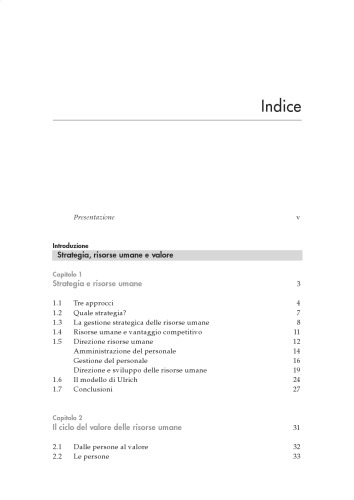 Indice
Presentazione v
Introduzione
Strategia, risorse umane e valore
Capitolo 1
Strategia e risorse umane 3
1.1 Tre approcci 4
1.2 Quale strategia? 7
1.3 La gestione strategica delle risorse umane 8
1.4 Risorse umane e vantaggio competitivo 11
1.5 Direzione risorse umane 12
Amministrazione del personale 14
Gestione del personale 16
Direzione e sviluppo delle risorse umane 19
1.6 Il modello di Ulrich 24
1.7 Conclusioni 27
Capitolo 2
Il ciclo del valore delle risorse umane 31
2.1 Dalle persone al valore 32
2.2 Le persone 33